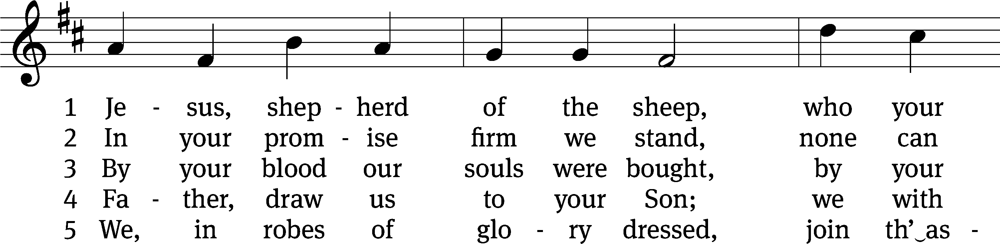 1 Je - sus, shep - herd of the sheep, who your
2 In your prom - ise firm we stand, none can
3 By your blood our souls were bought, by your
4 Fa - ther, draw us to your Son; we with
5 We, in robes of glo - ry dressed, join th’‿as -